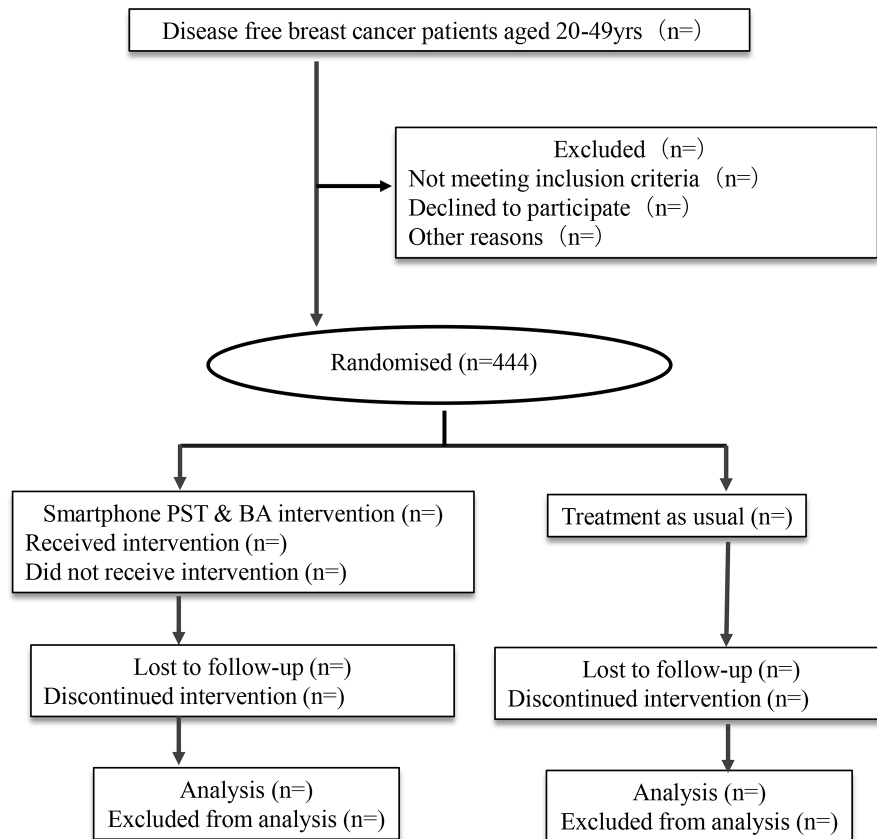 Disease free breast cancer patients aged 20-49yrs（n=）
Excluded（n=）
Not meeting inclusion criteria（n=）
Declined to participate（n=）
Other reasons（n=）
Randomised (n=444)
Smartphone PST & BA intervention (n=)
Received intervention (n=)
Did not receive intervention (n=)
Treatment as usual (n=)
Lost to follow-up (n=)
Discontinued intervention (n=)
Lost to follow-up (n=)
Discontinued intervention (n=)
Analysis (n=)
Excluded from analysis (n=)
Analysis (n=)
Excluded from analysis (n=)